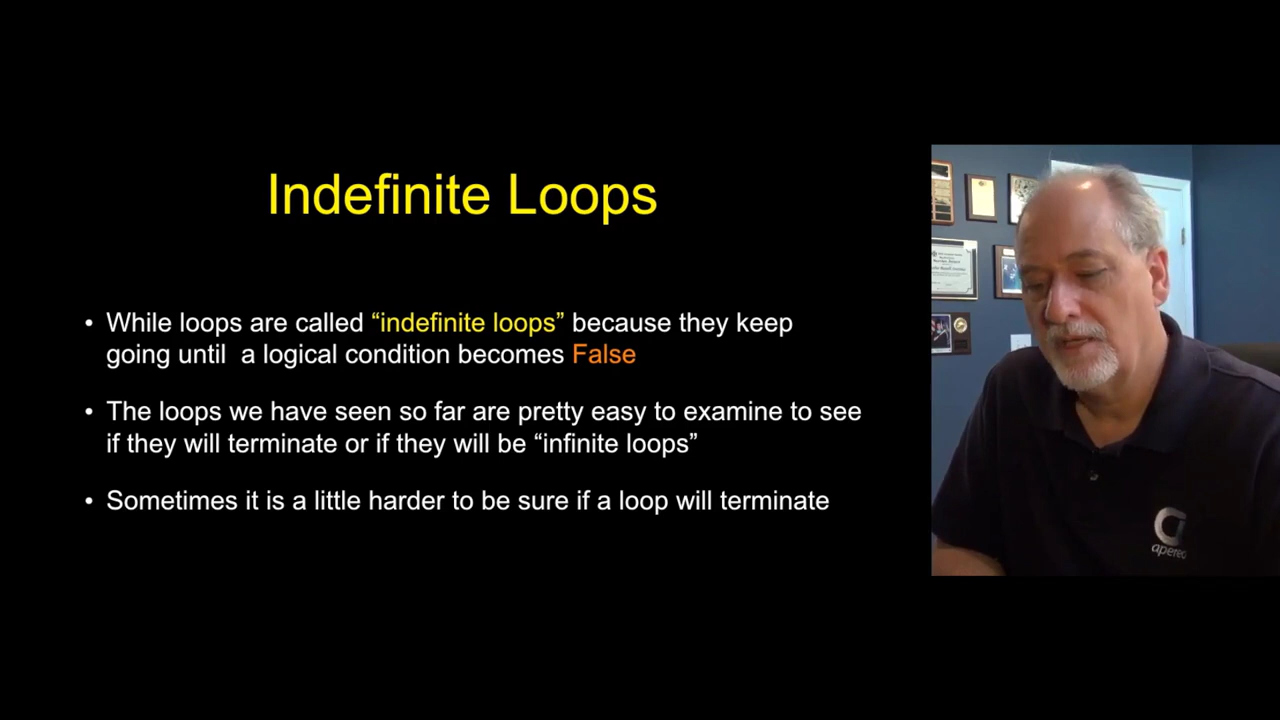 Indefinite Loops
• While loops are called “indefinite loops” because they keep
going until a logical condition becomes False
• The loops we have seen so far are pretty easy to examine to see
if they will terminate or if they will be “infinite loops”
• Sometimes it is a little harder to be sure if a loop will terminate
apereo